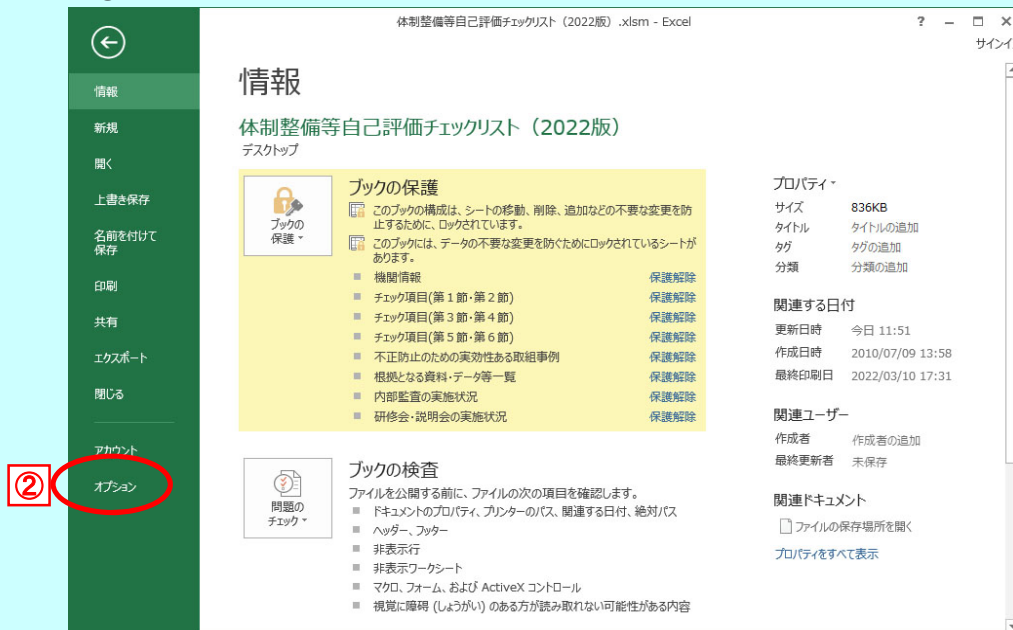 体制整備等自己評価チェックリスト（2022版）.xlsm - Excel
サインイ
情報
新規
開く
上書き保存
名前を付けて
保存
印刷
共有
エクスポート
閉じる
アカウント
②
オプション
情報
体制整備等自己評価チェックリスト（2022版）
デスクトップ
ブックの
保護
ブックの保護
このブックの構成は、シートの移動、削除、追加などの不要な変更を防
止するために、ロックされています。
このブックには、データの不要な変更を防ぐためにロックされているシートが
あります。
機関情報 保護解除
チェック項目(第１節・第２節) 保護解除
チェック項目(第３節・第４節) 保護解除
チェック項目(第５節・第６節) 保護解除
不正防止のための実効性ある取組事例 保護解除
根拠となる資料・データ等一覧 保護解除
内部監査の実施状況 保護解除
研修会・説明会の実施状況 保護解除
問題の
チェック
ブックの検査
ファイルを公開する前に、ファイルの次の項目を確認します。
ドキュメントのプロパティ、プリンターのパス、関連する日付、絶対パス
ヘッダー、フッター
非表示行
非表示ワークシート
マクロ、フォーム、および ActiveX コントロール
視覚に障碍 (しょうがい) のある方が読み取れない可能性がある内容
プロパティ
サイズ 836KB
タイトル タイトルの追加
タグ タグの追加
分類 分類の追加
関連する日付
更新日時 今日 11:51
作成日時 2010/07/09 13:58
最終印刷日 2022/03/10 17:31
関連ユーザー
作成者 作成者の追加
最終更新者 未保存
関連ドキュメント
ファイルの保存場所を開く
プロパティをすべて表示